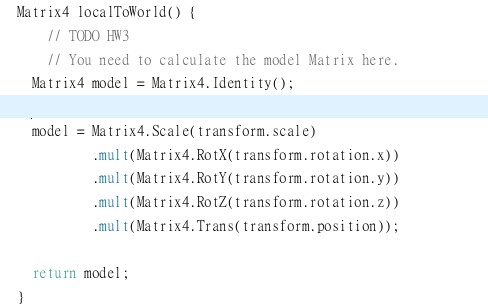 Matrix4 localToWorld() {
    // TODO HW3
    // You need to calculate the model Matrix here.
  Matrix4 model = Matrix4.Identity();
  .
  model = Matrix4.Scale(transform.scale)
          .mult(Matrix4.RotX(transform.rotation.x))
          .mult(Matrix4.RotY(transform.rotation.y))
          .mult(Matrix4.RotZ(transform.rotation.z))
          .mult(Matrix4.Trans(transform.position));
  return model;
}